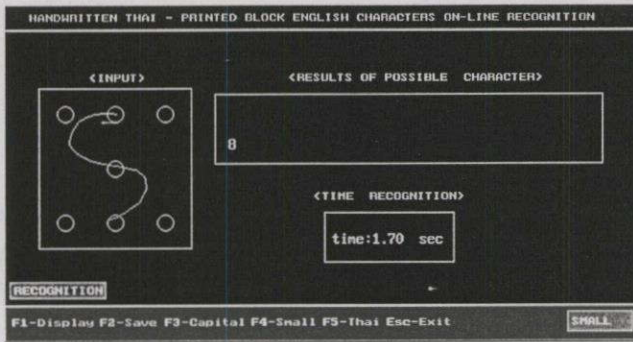 HANDWRITTEN THAI - PRINTED BLOCK ENGLISH CHARACTERS ON-LINE RECOGNITION
<INPUT>
<RESULTS OF POSSIBLE CHARACTER>
8
<TIME RECOGNITION>
time:1.70 sec
RECOGNITION
F1-Display F2-Save F3-Capital F4-Small F5-Thai Esc-Exit
SMALL